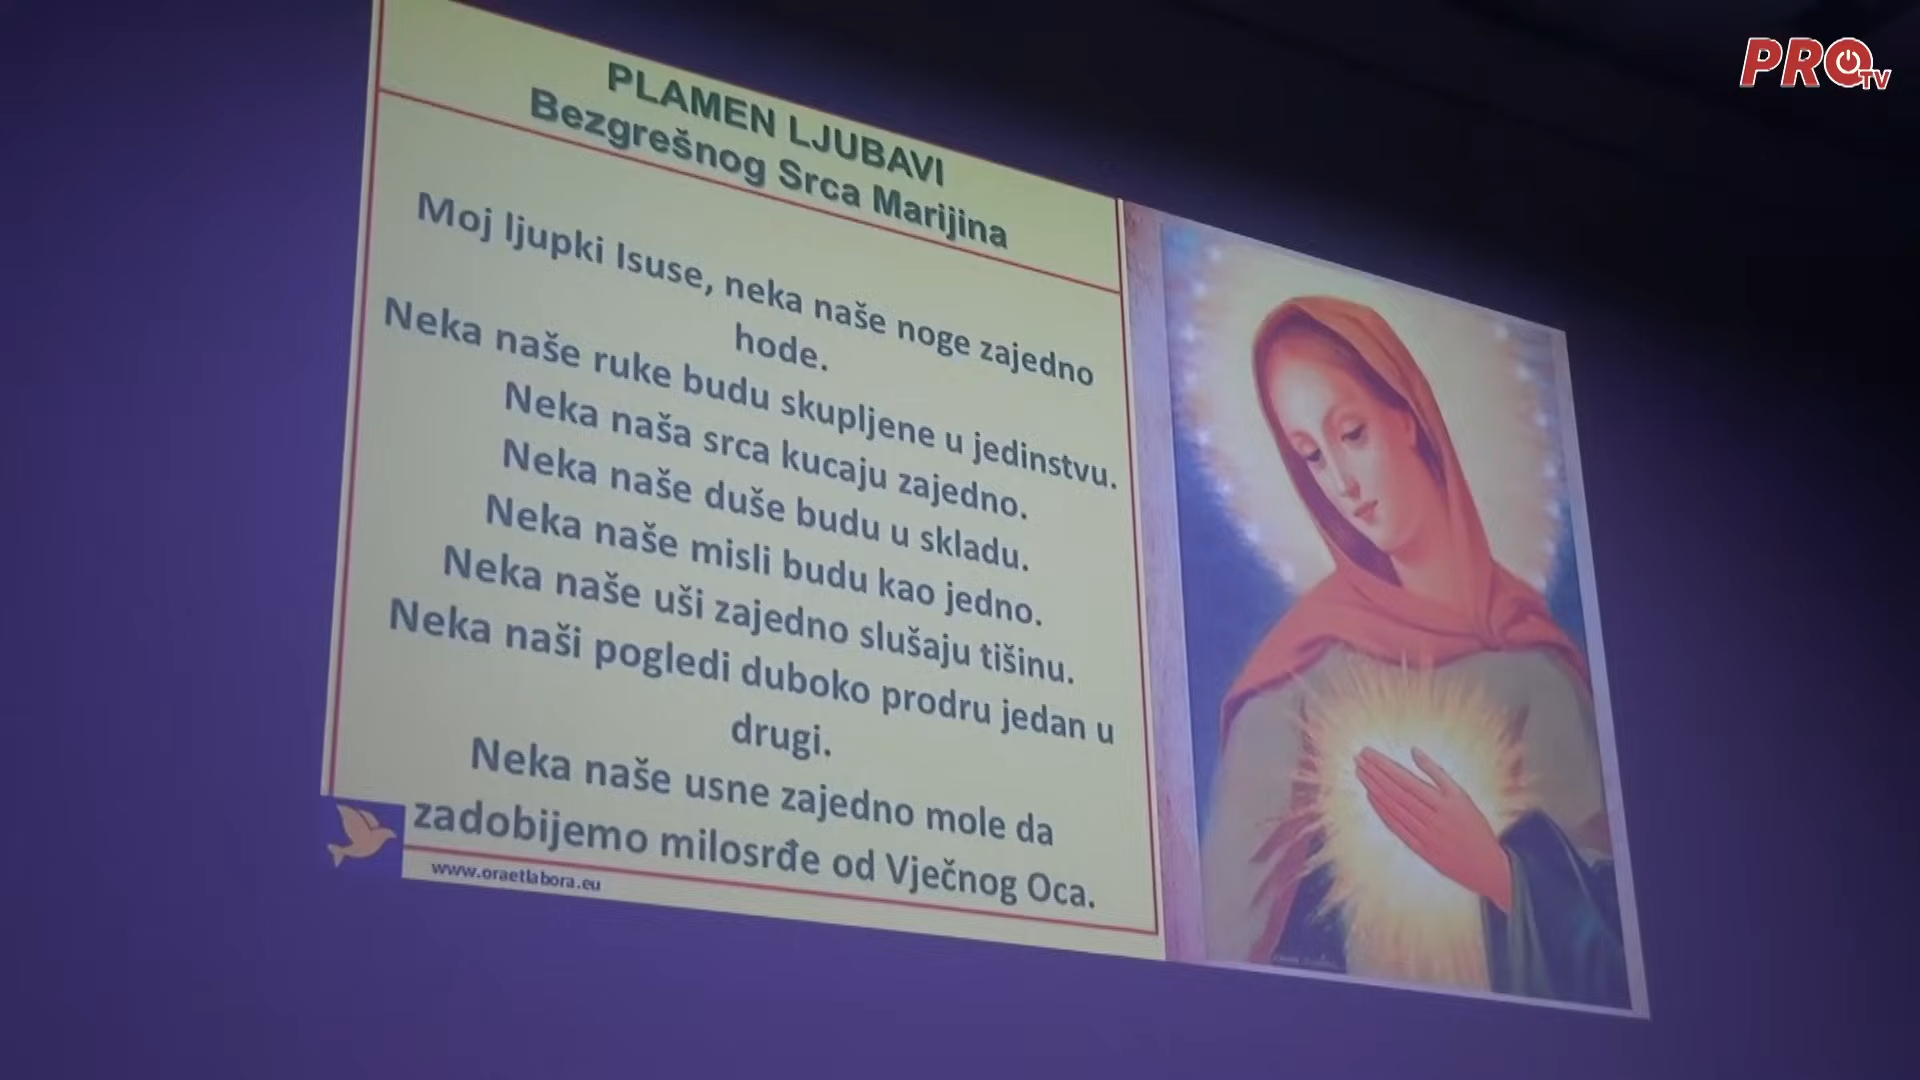 PRO TV
PLAMEN LJUBAVI
Bezgrešnog Srca Marijina
Moj ljupki Isuse, neka naše noge zajedno
hode.
Neka naše ruke budu skupljene u jedinstvu.
Neka naša srca kucaju zajedno.
Neka naše duše budu u skladu.
Neka naše misli budu kao jedno.
Neka naše uši zajedno slušaju tišinu.
Neka naši pogledi duboko prodru jedan u
drugi.
Neka naše usne zajedno mole da
zadobijemo milosrđe od Vječnog Oca.
www.oraetlabora.eu